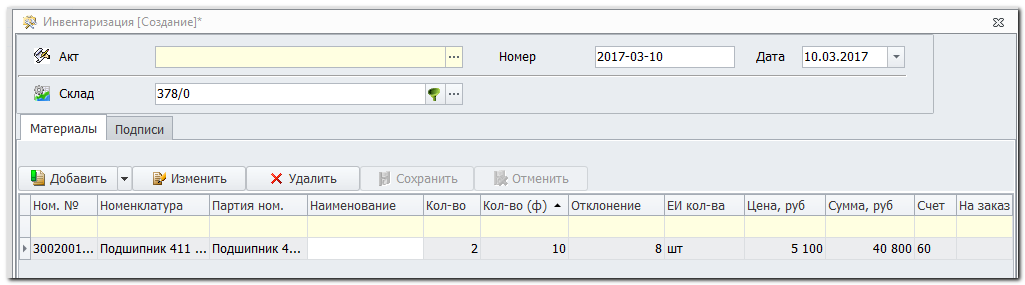 Инвентаризация [Создание]*
Акт ... Номер 2017-03-10 Дата 10.03.2017
Склад 378/0 ...
Материалы Подписи
Добавить Изменить Удалить Сохранить Отменить
Ном. № Номенклатура Партия ном. Наименование Кол-во Кол-во (ф) Отклонение ЕИ кол-ва Цена, руб Сумма, руб Счет На заказ
3002001... Подшипник 411 ... Подшипник 4... 2 10 8 шт 5 100 40 800 60